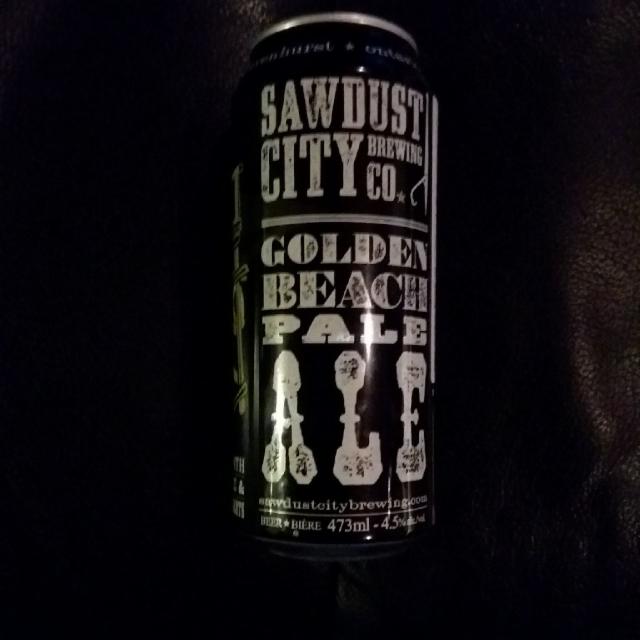 SAWDUST
CITY BREWING
CO.
GOLDEN
BEACH
PALE
ALE
sawdustcitybrewing.com
BEER ★ BIÈRE 473ml - 4.5%